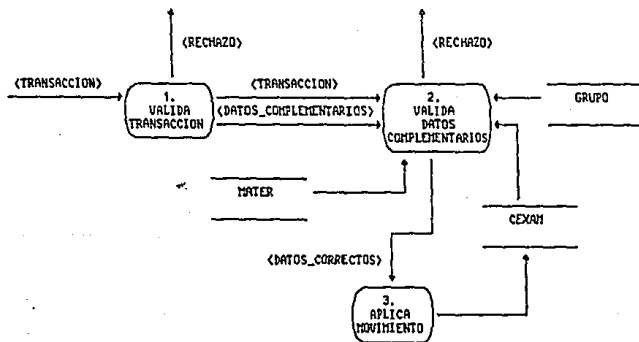 <RECHAZO>
<RECHAZO>
<TRANSACCION>
<TRANSACCION>
1.
VALIDA
TRANSACCION
<DATOS_COMPLEMENTARIOS>
2.
VALIDA
DATOS
COMPLEMENTARIOS
GRUPO
MATER
CEXAM
<DATOS_CORRECTOS>
3.
APLICA
MOVIMIENTO